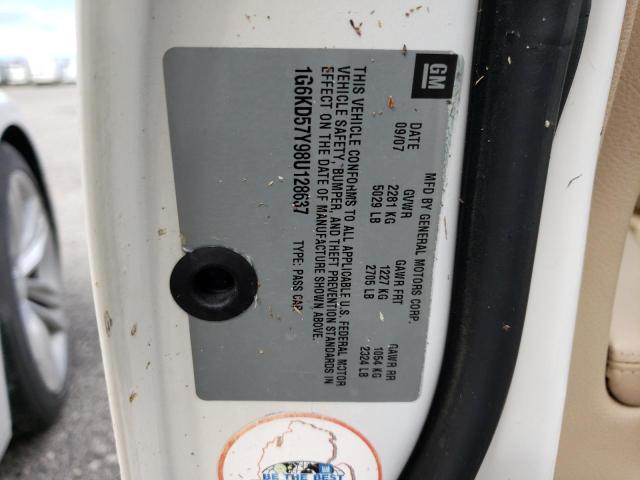 GM
MFD BY GENERAL MOTORS CORP.
DATE GVWR GAWR FRT GAWR RR
09/07 2281 KG 1227 KG 1054 KG
5029 LB 2705 LB 2324 LB
THIS VEHICLE CONFORMS TO ALL APPLICABLE U.S. FEDERAL MOTOR
VEHICLE SAFETY, BUMPER, AND THEFT PREVENTION STANDARDS IN
EFFECT ON THE DATE OF MANUFACTURE SHOWN ABOVE.
1G6KD57Y98U128637 TYPE: PASS CAR
BE THE BEST